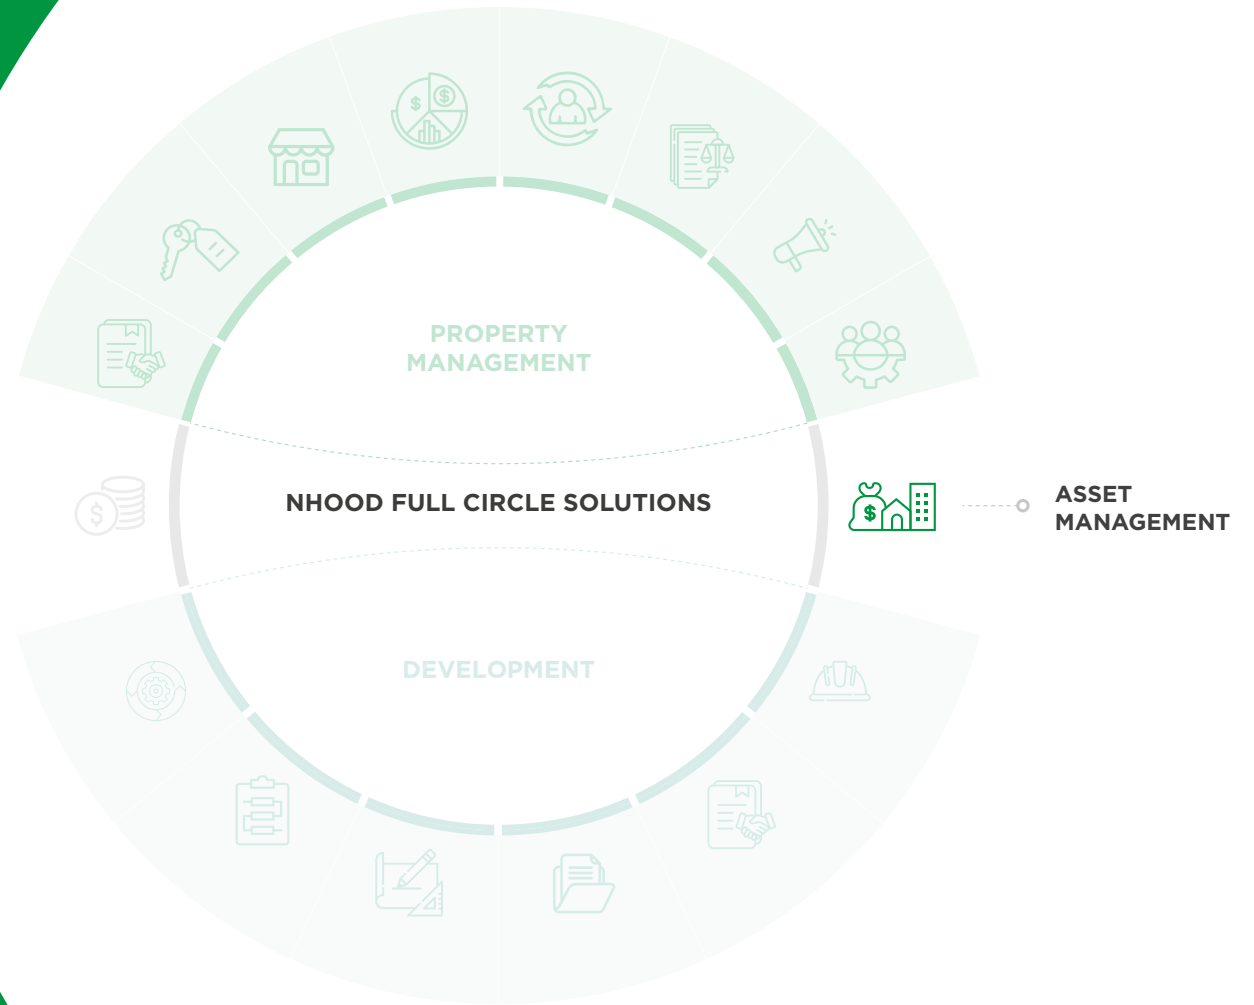 PROPERTY
MANAGEMENT
NHOOD FULL CIRCLE SOLUTIONS
ASSET
MANAGEMENT
DEVELOPMENT